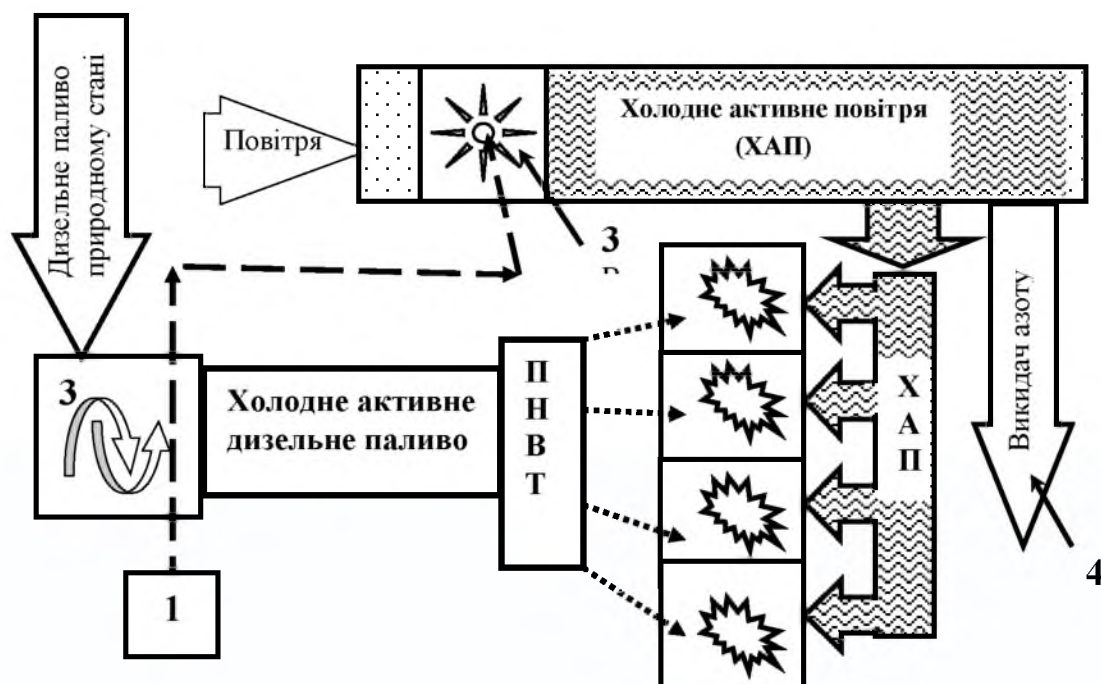 Дизельне паливо
природному стані
Повітря
Холодне активне повітря
(ХАП)
3
3
Холодне активне
дизельне паливо
П
Н
В
Т
Х
А
П
Викидач азоту
4
1